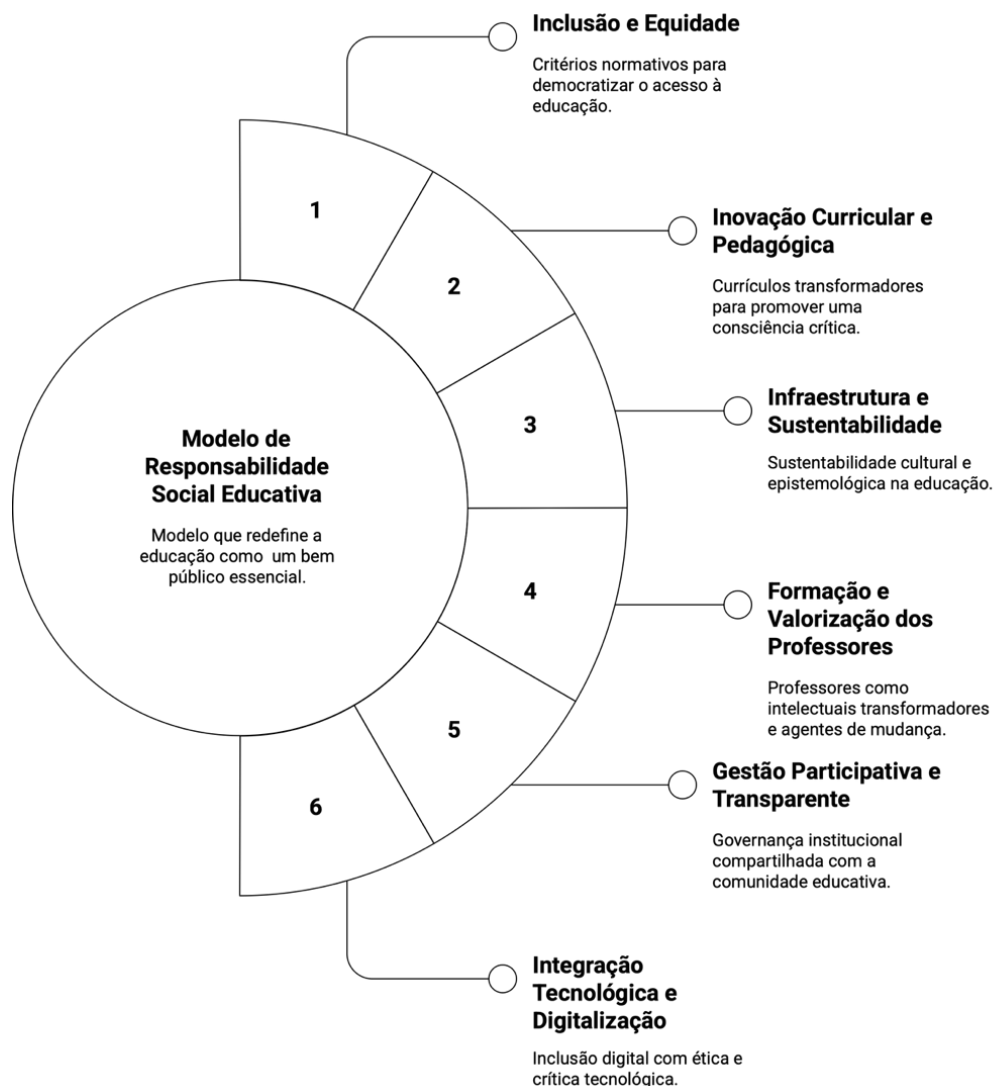 Inclusão e Equidade
Critérios normativos para
democratizar o acesso à
educação.
1
Inovação Curricular e
Pedagógica
Currículos transformadores
para promover uma
consciência crítica.
2
Infraestrutura e
Sustentabilidade
Sustentabilidade cultural e
epistemológica na educação.
3
Modelo de
Responsabilidade
Social Educativa
Modelo que redefine a
educação como um bem
público essencial.
4
Formação e
Valorização dos
Professores
Professores como
intelectuais transformadores
e agentes de mudança.
5
Gestão Participativa e
Transparente
Governança institucional
compartilhada com a
comunidade educativa.
6
Integração
Tecnológica e
Digitalização
Inclusão digital com ética e
crítica tecnológica.